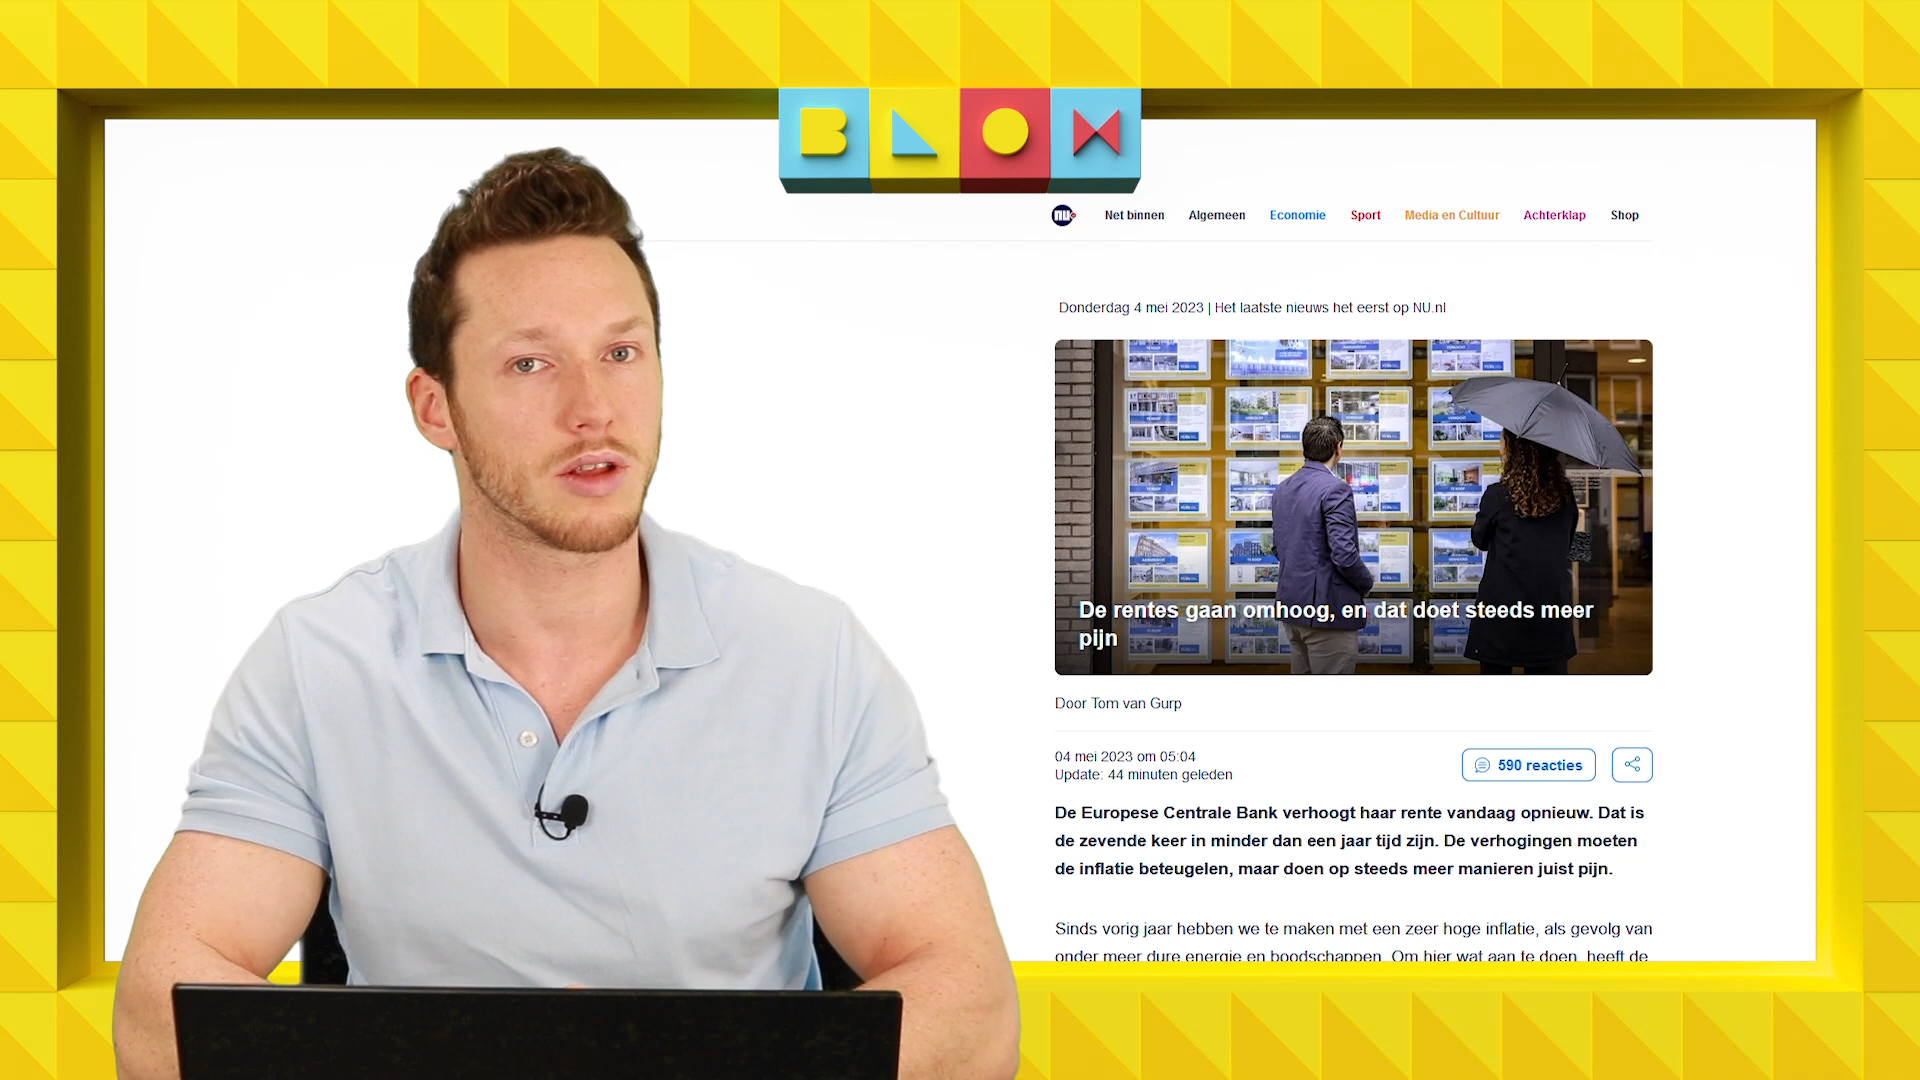 BLOX
nu
Net binnen Algemeen Economie Sport Media en Cultuur Achterklap Shop
Donderdag 4 mei 2023 | Het laatste nieuws het eerst op NU.nl
De rentes gaan omhoog, en dat doet steeds meer
pijn
Door Tom van Gurp
04 mei 2023 om 05:04
Update: 44 minuten geleden
590 reacties
De Europese Centrale Bank verhoogt haar rente vandaag opnieuw. Dat is
de zevende keer in minder dan een jaar tijd zijn. De verhogingen moeten
de inflatie beteugelen, maar doen op steeds meer manieren juist pijn.
Sinds vorig jaar hebben we te maken met een zeer hoge inflatie, als gevolg van
onder meer dure energie en boodschappen. Om hier wat aan te doen, heeft de